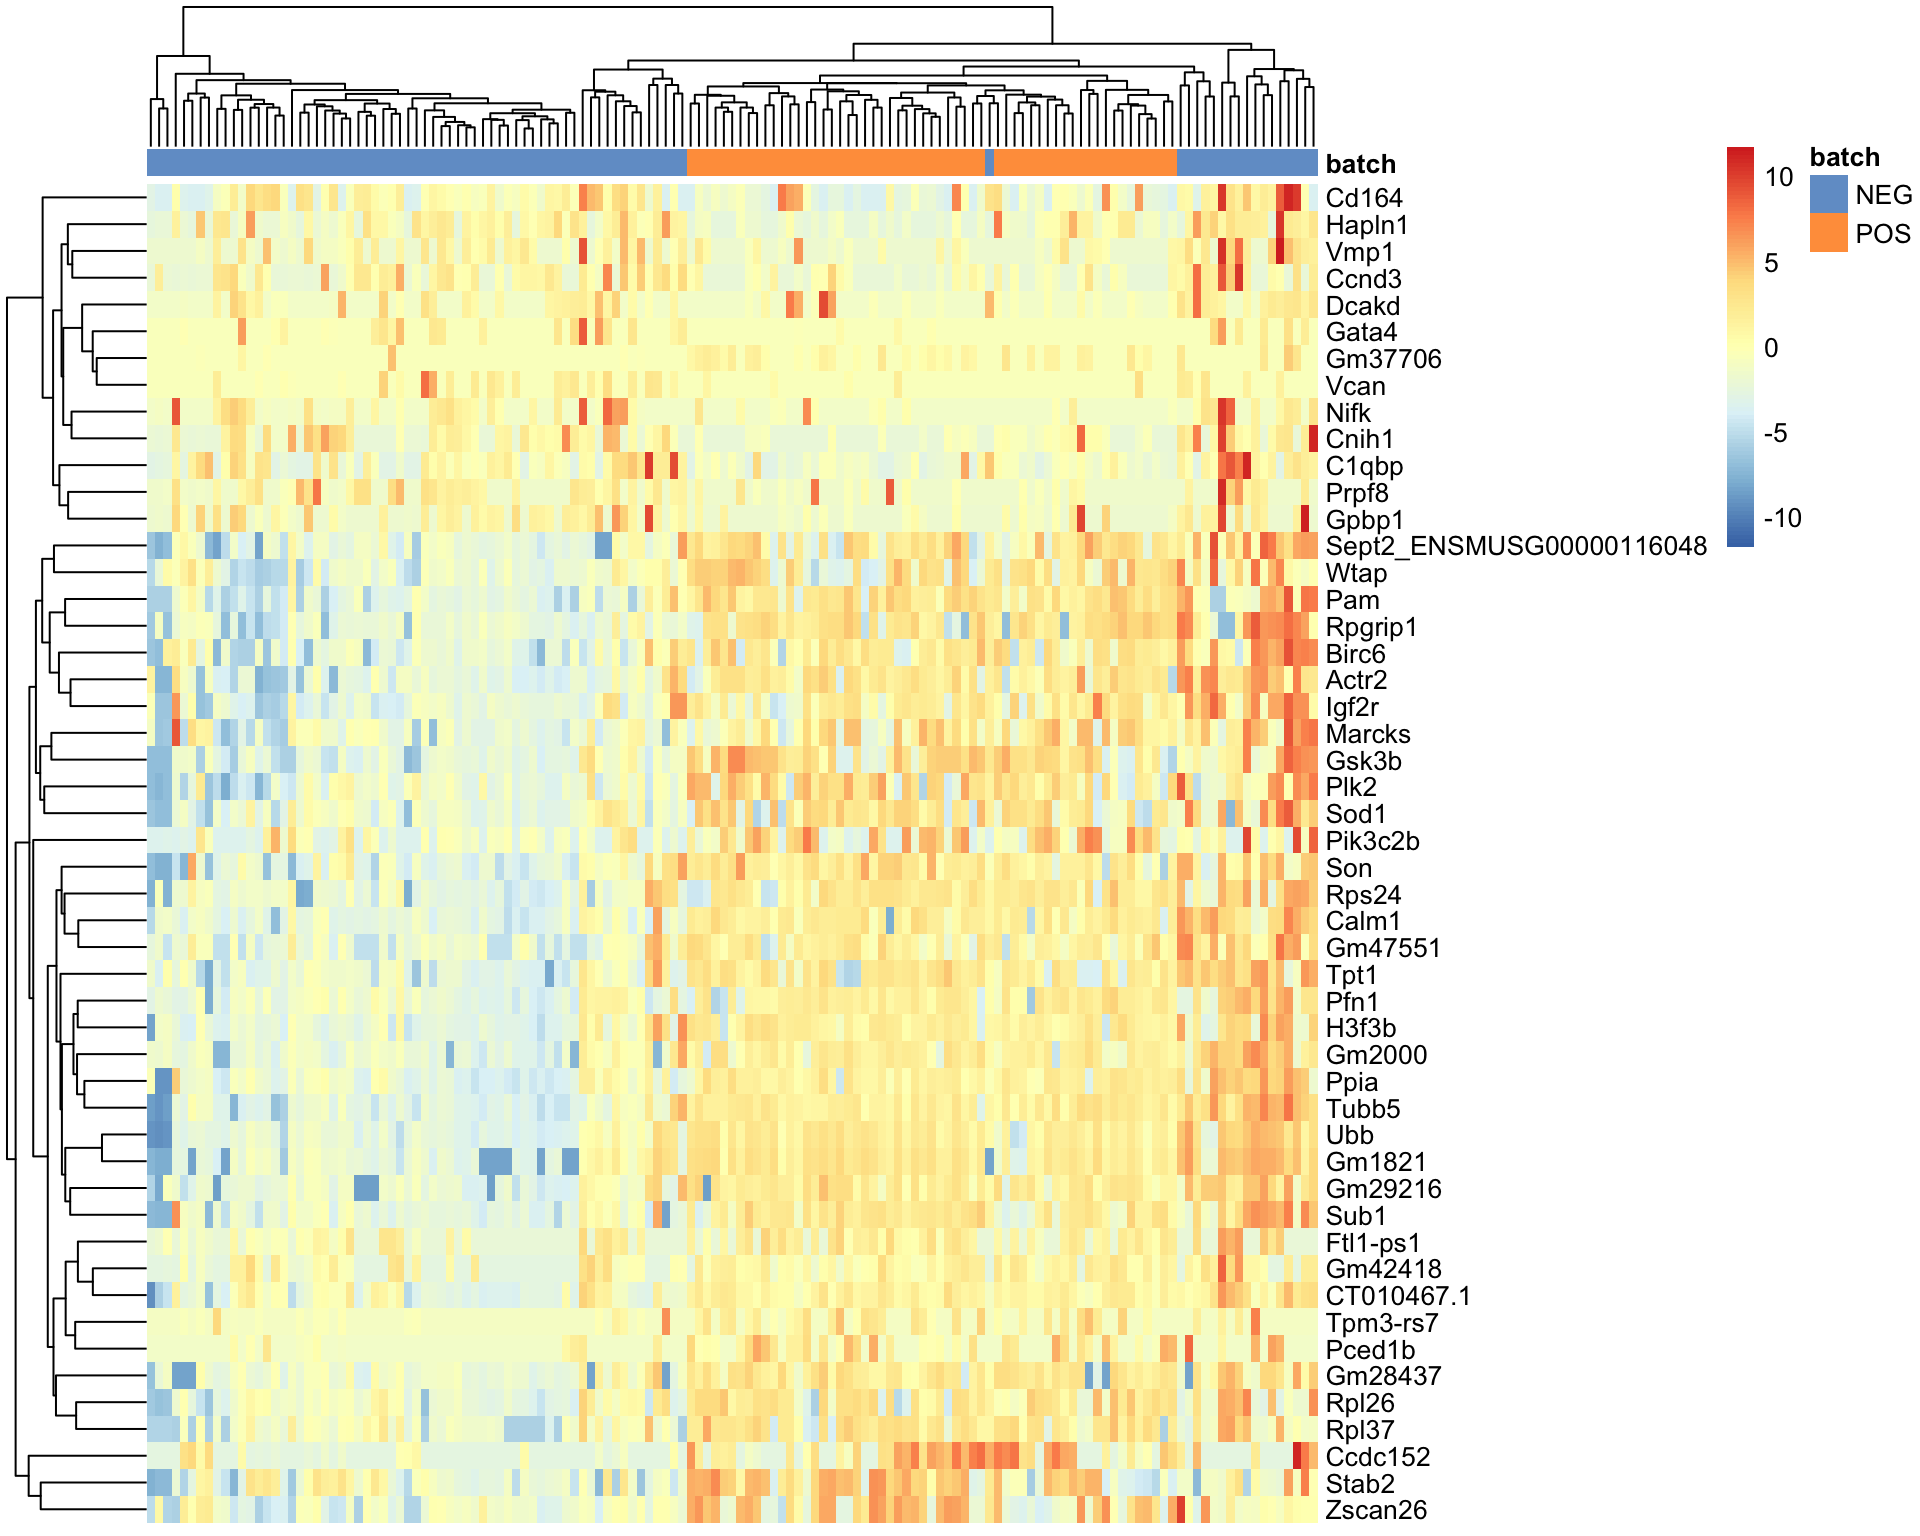 batch
Cd164
Hapln1
Vmp1
Ccnd3
Dcakd
Gata4
Gm37706
Vcan
Nifk
Cnih1
C1qbp
Prpf8
Gpbp1
Sept2_ENSMUSG00000116048
Wtap
Pam
Rpgrip1
Birc6
Actr2
Igf2r
Marcks
Gsk3b
Plk2
Sod1
Pik3c2b
Son
Rps24
Calm1
Gm47551
Tpt1
Pfn1
H3f3b
Gm2000
Ppia
Tubb5
Ubb
Gm1821
Gm29216
Sub1
Ftl1-ps1
Gm42418
CT010467.1
Tpm3-rs7
Pced1b
Gm28437
Rpl26
Rpl37
Ccdc152
Stab2
Zscan26
10
5
0
-5
-10
batch
NEG
POS